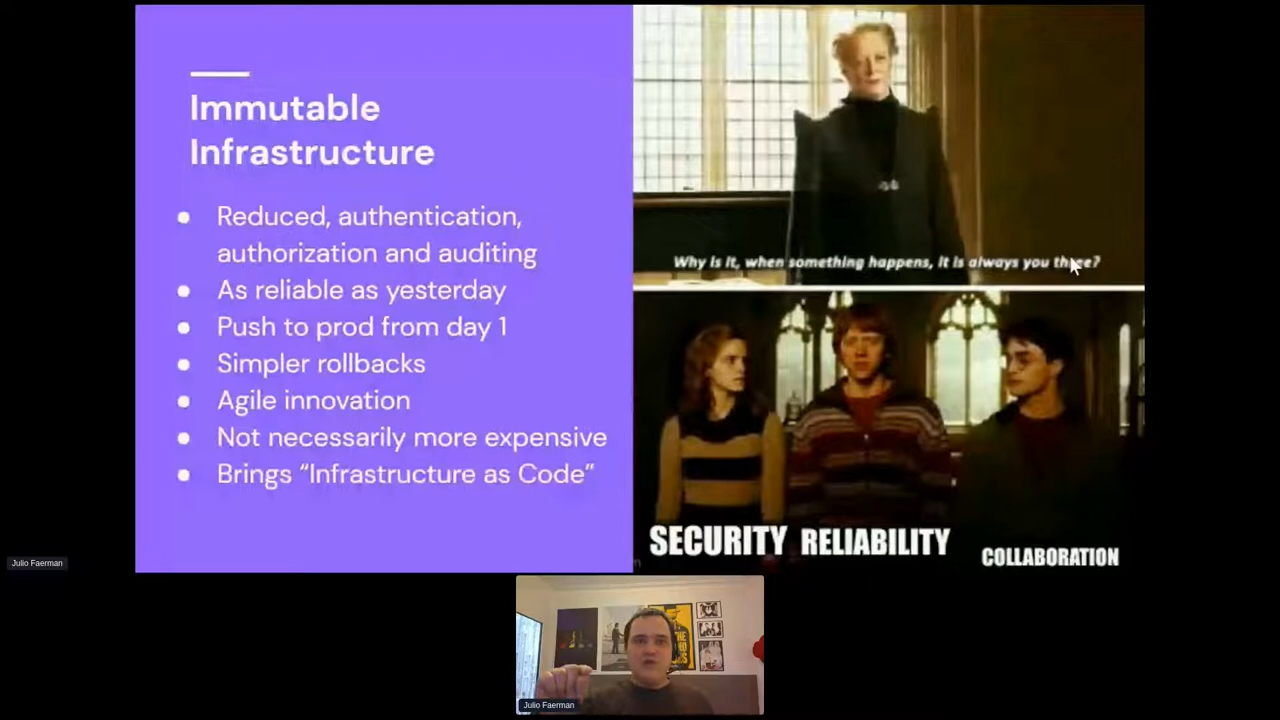 Immutable
Infrastructure
● Reduced, authentication,
authorization and auditing
● As reliable as yesterday
● Push to prod from day 1
● Simpler rollbacks
● Agile innovation
● Not necessarily more expensive
● Brings “Infrastructure as Code”
Why is it, when something happens, it is always you three?
SECURITY RELIABILITY
COLLABORATION
Julio Faerman
Julio Faerman